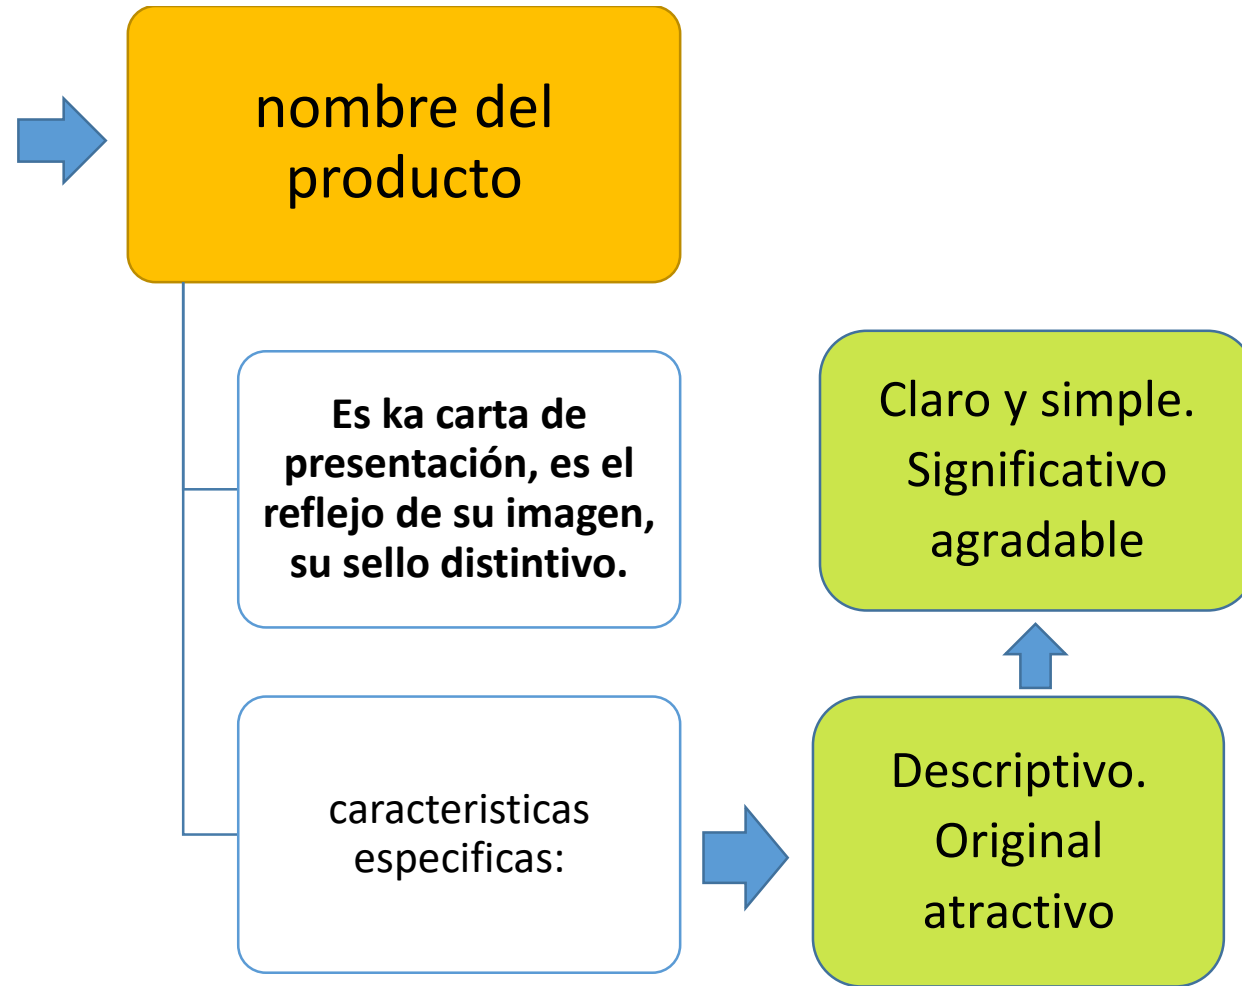 nombre del
producto
Es ka carta de
presentación, es el
reflejo de su imagen,
su sello distintivo.
caracteristicas
especificas:
Descriptivo.
Original
atractivo
Claro y simple.
Significativo
agradable